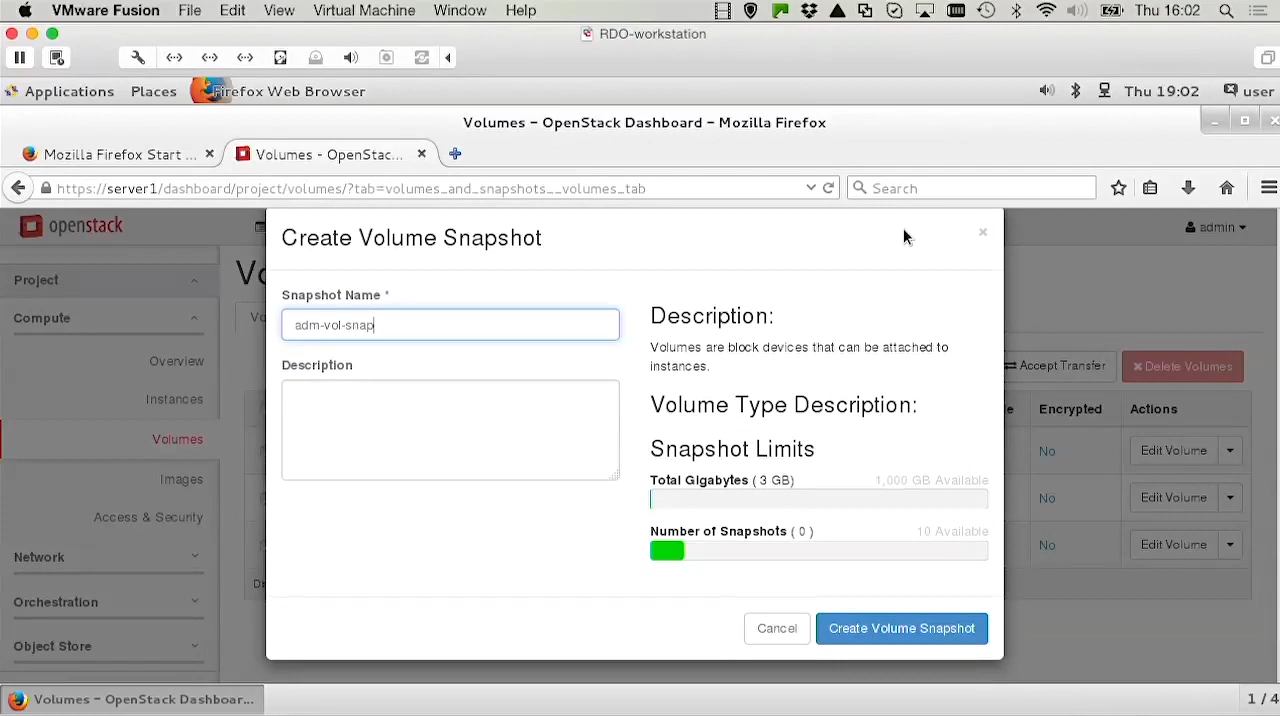 VMware Fusion File Edit View Virtual Machine Snapshot Window Help Thu 16:02
RDO-workstation
Applications Places Firefox Web Browser Thu 19:02 user
Volumes - OpenStack Dashboard - Mozilla Firefox
Mozilla Firefox Start ... Volumes - OpenStac...
https://server1/dashboard/project/volumes/?tab=volumes_and_snapshots__volumes_tab Search
openstack admin
Create Volume Snapshot
Project
Compute
Overview
Instances
Volumes
Images
Access & Security
Network
Orchestration
Object Store
Snapshot Name *
adm-vol-snap
Description
Description:
Volumes are block devices that can be attached to
instances.
Volume Type Description:
Snapshot Limits
Total Gigabytes ( 3 GB) 1,000 GB Available
Number of Snapshots ( 0 ) 10 Available
Cancel Create Volume Snapshot
Accept Transfer Delete Volumes
Encrypted Actions
No Edit Volume
No Edit Volume
No Edit Volume
Volumes - OpenStack Dashboar... 1 / 4